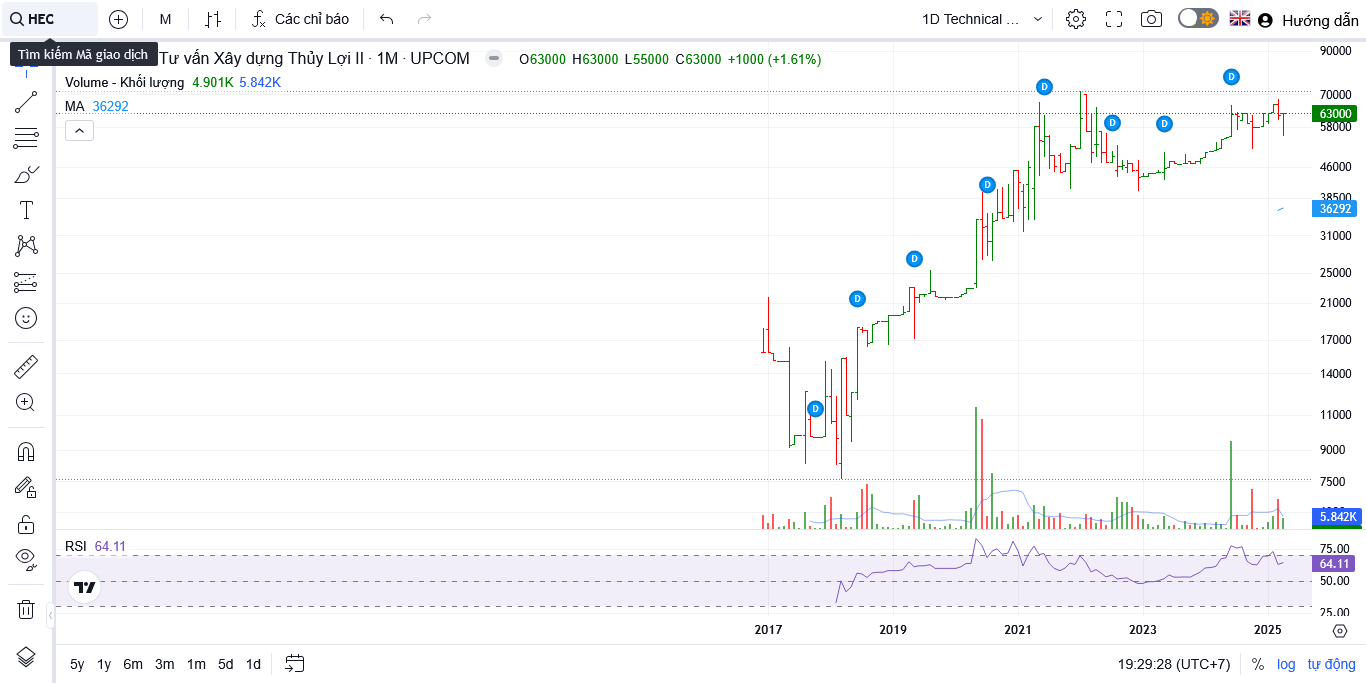 HEC
M
Các chỉ báo
1D Technical ...
Hướng dẫn
Tìm kiếm Mã giao dịch
Tư vấn Xây dựng Thủy Lợi II · 1M · UPCOM
O63000 H63000 L55000 C63000 +1000 (+1.61%)
Volume - Khối lượng 4.901K 5.842K
MA 36292
D
D
D
D
D
D
D
D
90000
70000
63000
58000
46000
38500
36292
31000
25000
21000
17000
14000
11000
9000
7500
5.842K
RSI 64.11
75.00
64.11
50.00
25.00
2017
2019
2021
2023
2025
5y 1y 6m 3m 1m 5d 1d
19:29:28 (UTC+7)
%
log
tự động